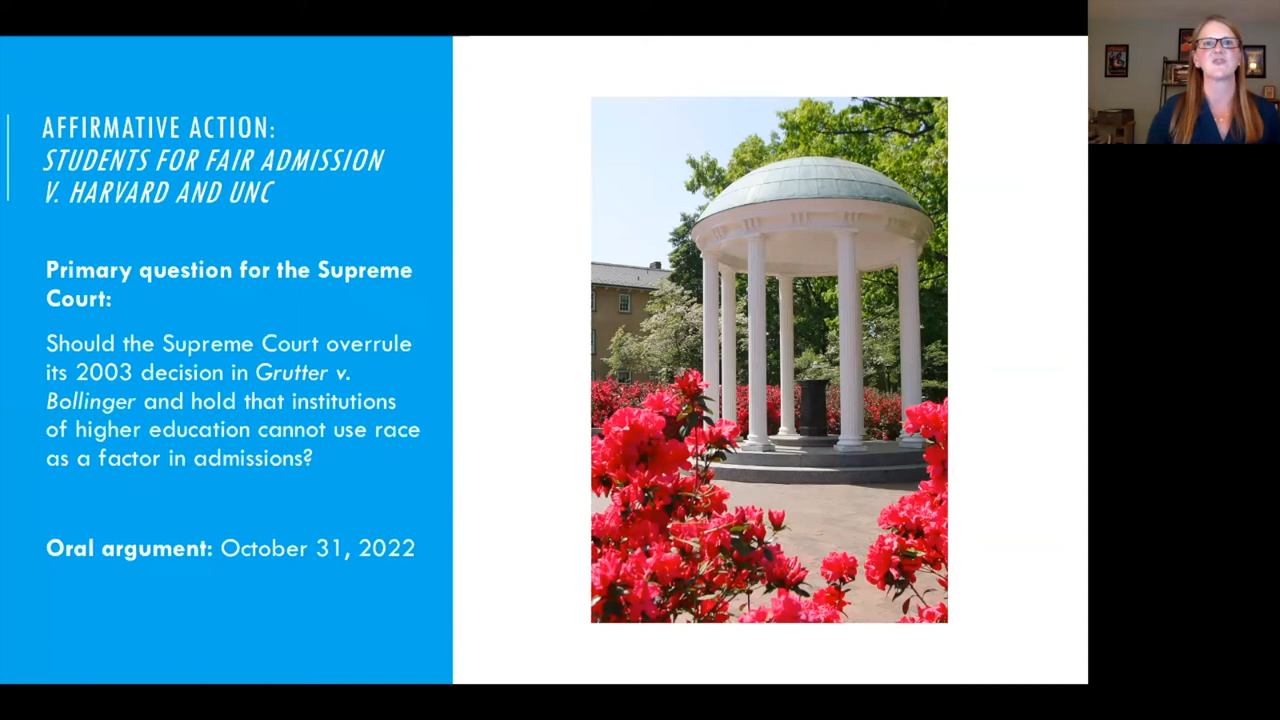 AFFIRMATIVE ACTION:
STUDENTS FOR FAIR ADMISSION
V. HARVARD AND UNC
Primary question for the Supreme
Court:
Should the Supreme Court overrule
its 2003 decision in Grutter v.
Bollinger and hold that institutions
of higher education cannot use race
as a factor in admissions?
Oral argument: October 31, 2022